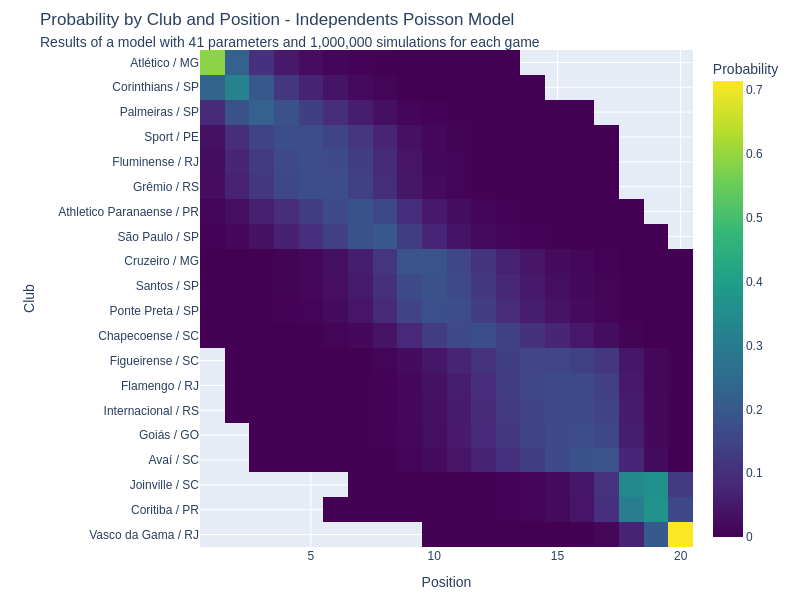 Probability by Club and Position - Independents Poisson Model
Results of a model with 41 parameters and 1,000,000 simulations for each game
Probability
Atlético / MG
Corinthians / SP
Palmeiras / SP
Sport / PE
Fluminense / RJ
Grêmio / RS
Athletico Paranaense / PR
São Paulo / SP
Cruzeiro / MG
Santos / SP
Ponte Preta / SP
Chapecoense / SC
Figueirense / SC
Flamengo / RJ
Internacional / RS
Goiás / GO
Avaí / SC
Joinville / SC
Coritiba / PR
Vasco da Gama / RJ
Club
5
10
15
20
Position
0.7
0.6
0.5
0.4
0.3
0.2
0.1
0